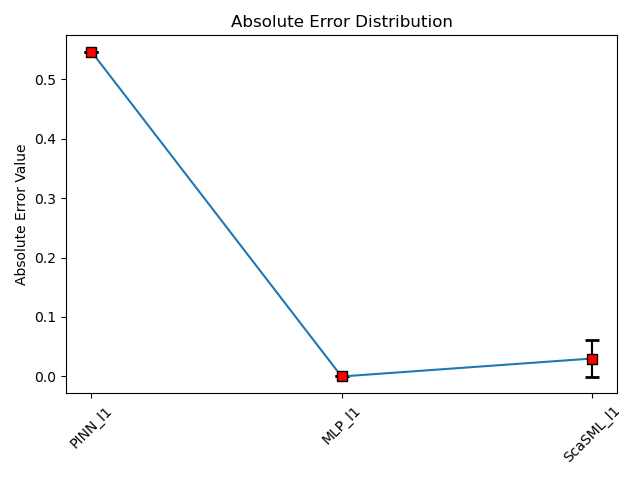 Absolute Error Distribution
Absolute Error Value
0.5
0.4
0.3
0.2
0.1
0.0
PINN_l1
MLP_l1
ScaSML_l1